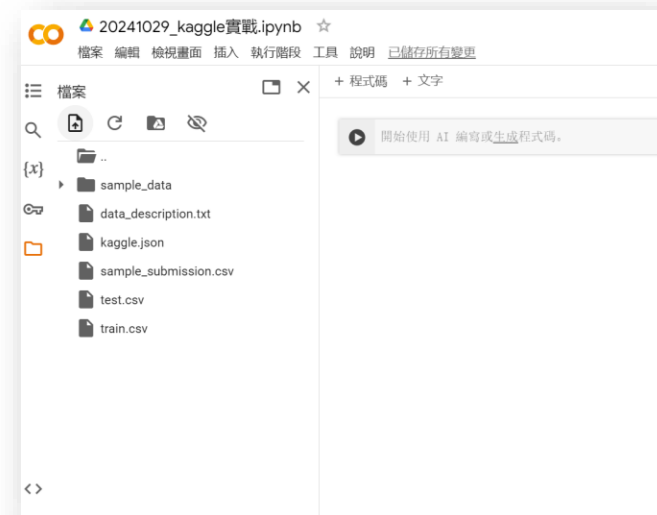 CO
20241029_kaggle實戰.ipynb
檔案 編輯 檢視畫面 插入 執行階段 工具 說明 已儲存所有變更
檔案
+ 程式碼 + 文字
開始使用 AI 編寫或生成程式碼。
..
{x}
sample_data
data_description.txt
kaggle.json
sample_submission.csv
test.csv
train.csv
<>